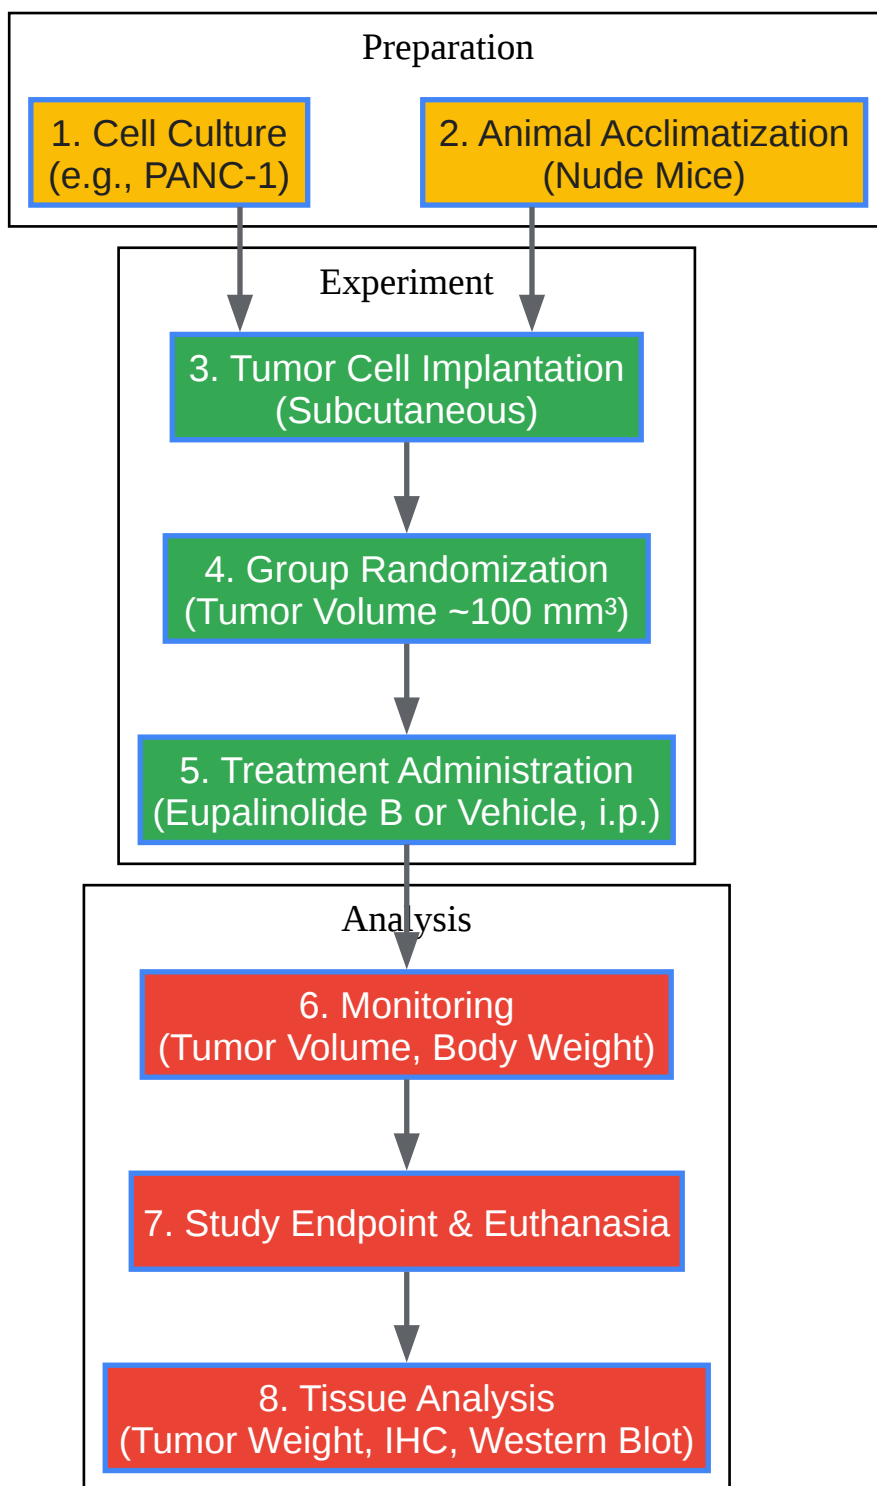 Preparation
1. Cell Culture
(e.g., PANC-1)
2. Animal Acclimatization
(Nude Mice)
Experiment
3. Tumor Cell Implantation
(Subcutaneous)
4. Group Randomization
(Tumor Volume ~100 mm³)
5. Treatment Administration
(Eupalinolide B or Vehicle, i.p.)
Analysis
6. Monitoring
(Tumor Volume, Body Weight)
7. Study Endpoint & Euthanasia
8. Tissue Analysis
(Tumor Weight, IHC, Western Blot)